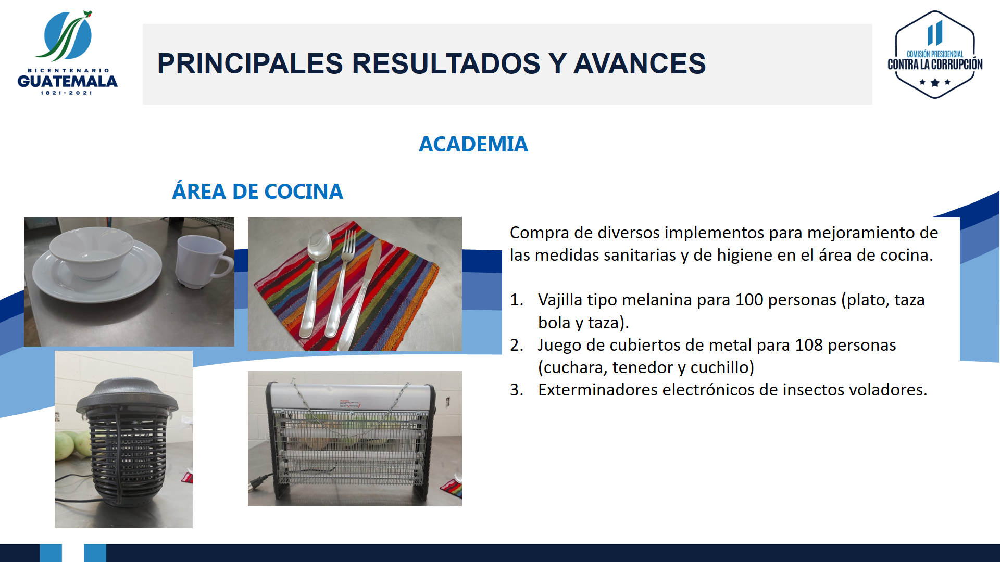 BICENTENARIO
GUATEMALA
1821-2021
PRINCIPALES RESULTADOS Y AVANCES
COMISIÓN PRESIDENCIAL
CONTRA LA CORRUPCIÓN
ACADEMIA
ÁREA DE COCINA
Compra de diversos implementos para mejoramiento de
las medidas sanitarias y de higiene en el área de cocina.
1. Vajilla tipo melanina para 100 personas (plato, taza
bola y taza).
2. Juego de cubiertos de metal para 108 personas
(cuchara, tenedor y cuchillo)
3. Exterminadores electrónicos de insectos voladores.